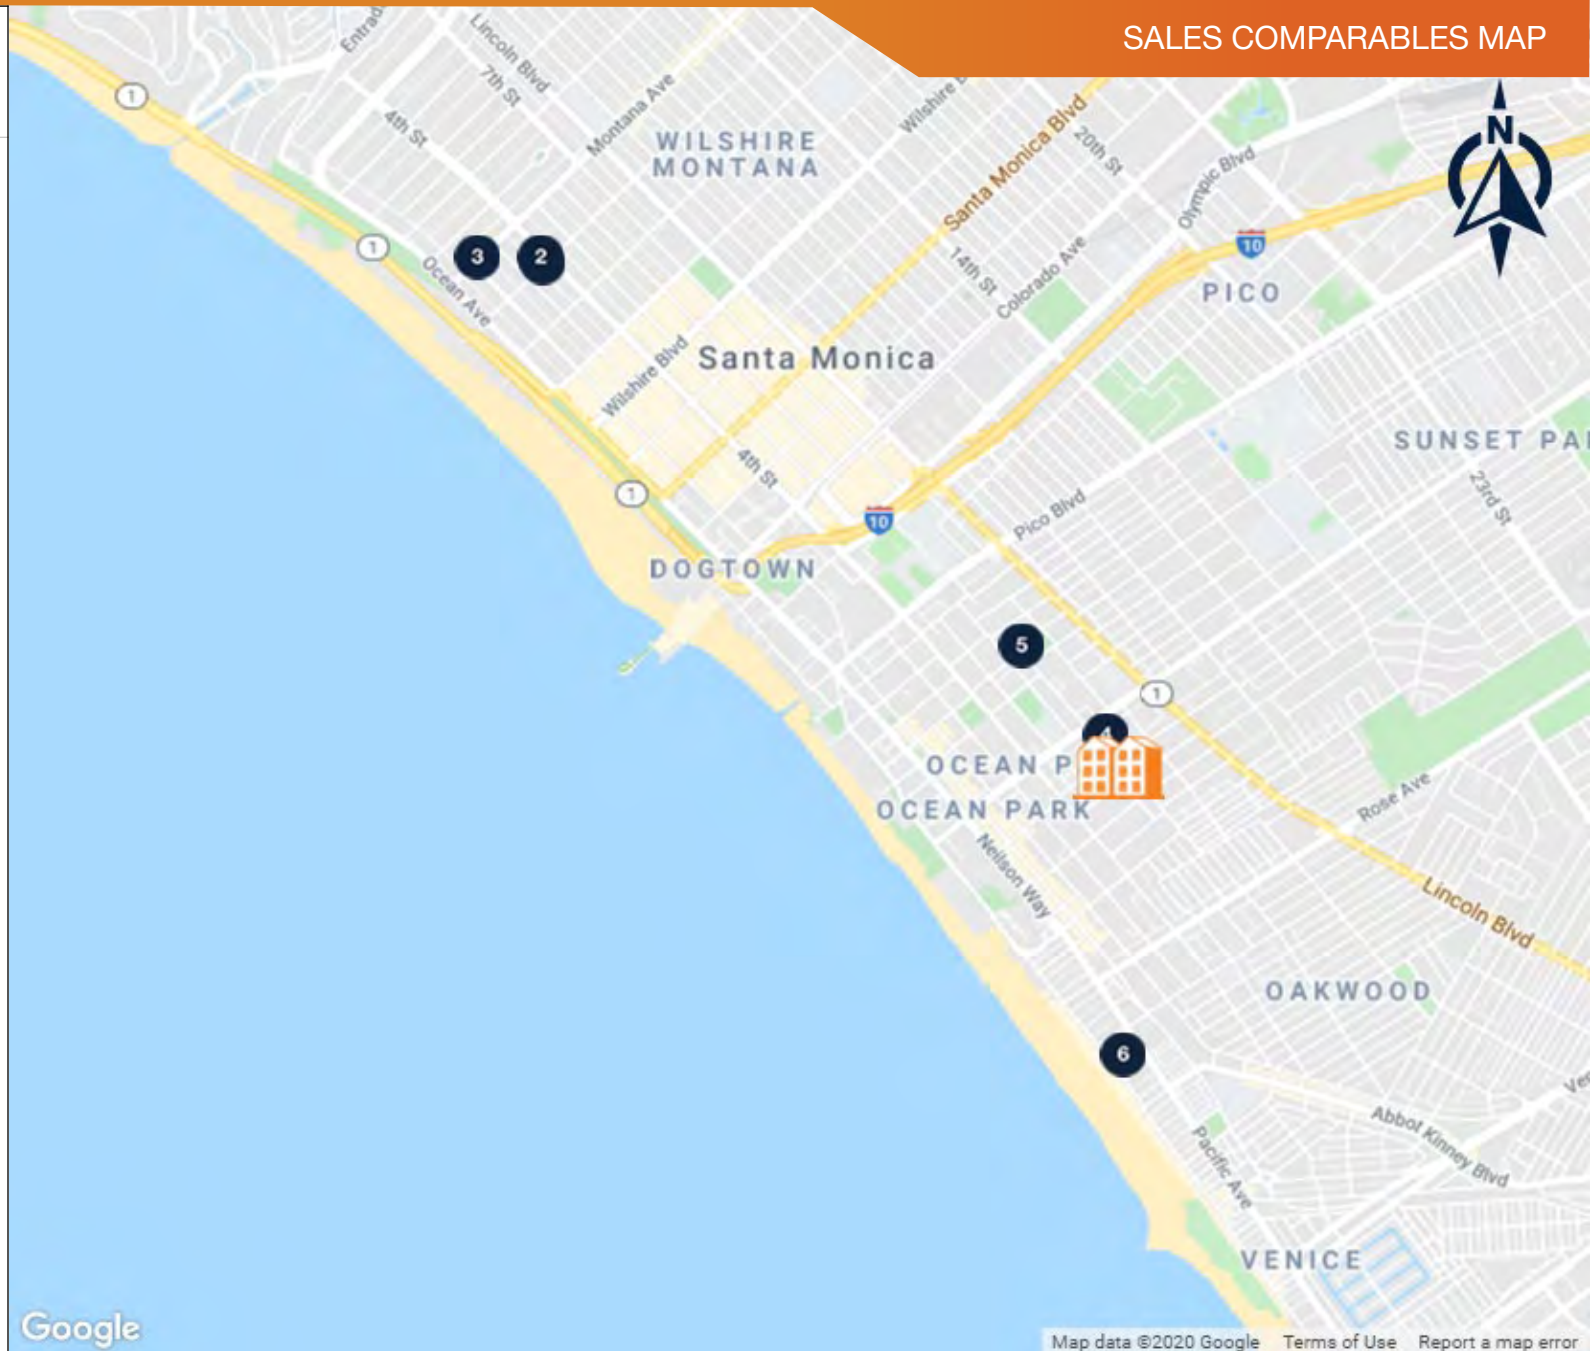 SALES COMPARABLES MAP
Lincoln Blvd
7th St
4th St
Montana Ave
WILSHIRE
MONTANA
Santa Monica Blvd
20th St
Olympic Blvd
N
1
1
Ocean Ave
3
2
14th St
Colorado Ave
10
PICO
Wilshire Blvd
Santa Monica
4th St
1
SUNSET
23rd St
10
Pico Blvd
DOGTOWN
5
1
4
OCEAN P
OCEAN PARK
Rose Ave
Neilson Way
Lincoln Blvd
OAKWOOD
6
Abbot Kinney Blvd
Pacific Ave
VENICE
Google
Map data ©2020 Google Terms of Use Report a map error